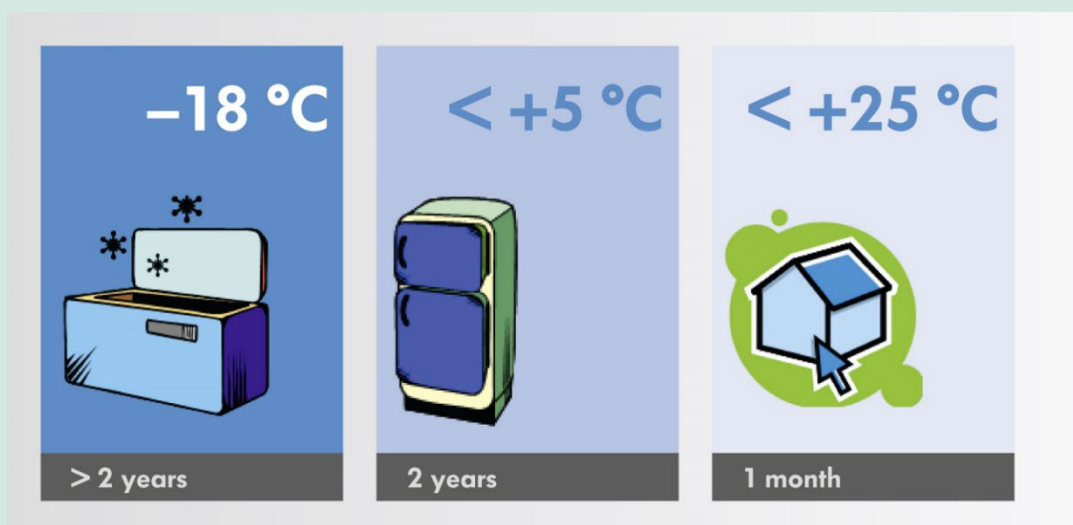 –18 °C
< +5 °C
< +25 °C
> 2 years
2 years
1 month